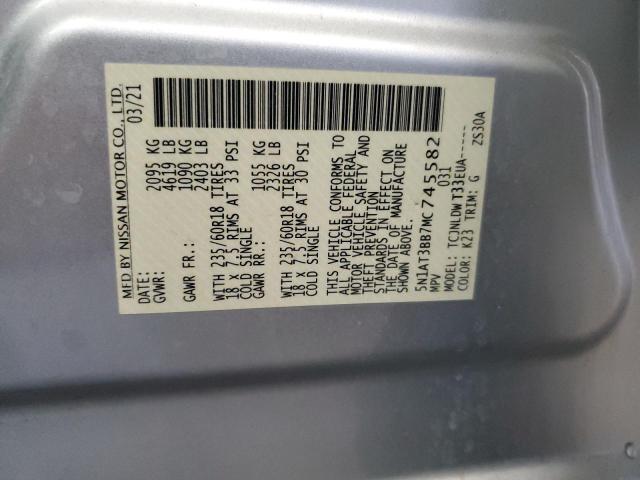 MFD BY NISSAN MOTOR CO., LTD.
DATE: 03/21
GVWR: 2095 KG
4619 LB
GAWR FR.: 1090 KG
2403 LB
WITH 235/60R18 TIRES
18 x 7.5 RIMS AT 33 PSI
COLD SINGLE
GAWR RR.: 1055 KG
2326 LB
WITH 235/60R18 TIRES
18 x 7.5 RIMS AT 30 PSI
COLD SINGLE
THIS VEHICLE CONFORMS TO
ALL APPLICABLE FEDERAL
MOTOR VEHICLE SAFETY AND
THEFT PREVENTION
STANDARDS IN EFFECT ON
THE DATE OF MANUFACTURE
SHOWN ABOVE.
5N1AT3BB7MC745582
MPV 031
MODEL: TCJNLDWT33EUA-----
COLOR: K23 TRIM: G ZS30A